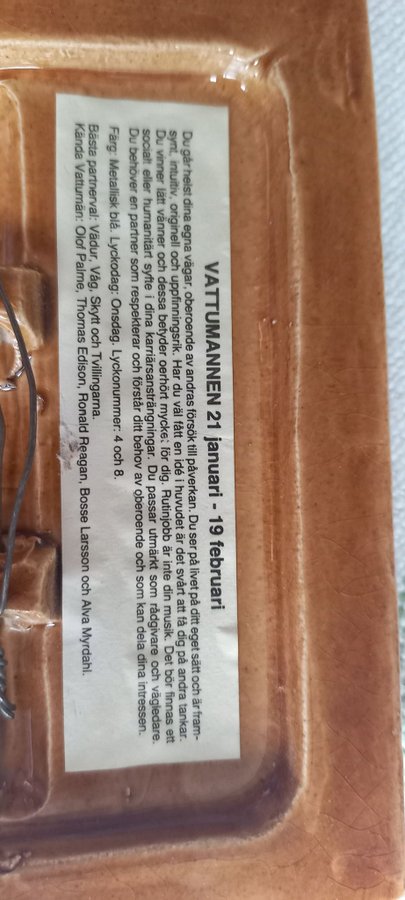 VATTUMANNEN 21 januari - 19 februari
Du går helst dina egna vägar, oberoende av andras försök till påverkan. Du ser på livet på ditt eget sätt och är fram-
synt, intuitiv, originell och uppfinningsrik. Har du väl fått en idé i huvudet är det svårt att få dig på andra tankar.
Du vinner lätt vänner och dessa betyder oerhört mycket för dig. Rutinjobb är inte din musik. Det bör finnas ett
socialt eller humanitärt syfte i dina karriärsansträngningar. Du passar utmärkt som rådgivare och vägledare.
Du behöver en partner som respekterar och förstår ditt behov av oberoende och som kan dela dina intressen.
Färg: Metallisk blå. Lyckodag: Onsdag. Lyckonummer: 4 och 8.
Bästa partnerval: Vädur, Våg, Skytt och Tvillingarna.
Kända Vattumän: Olof Palme, Thomas Edison, Ronald Reagan, Bosse Larsson och Alva Myrdahl.